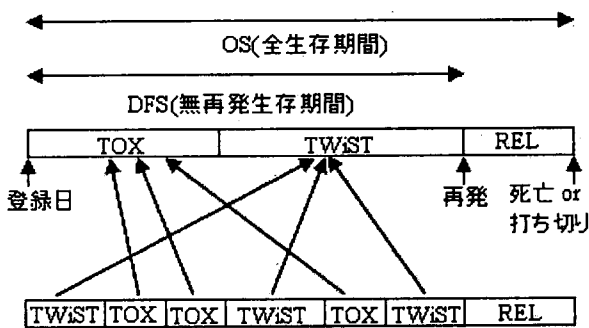 OS(全生存期間)
DFS(無再発生存期間)
TOX TWiST REL
登録日 再発 死亡 or
打ち切り
TWiST TOX TOX TWiST TOX TWiST REL